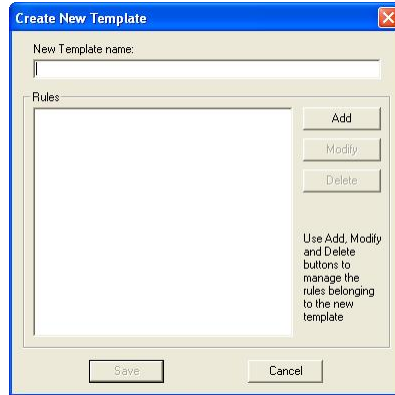 Create New Template
New Template name:
Rules
Add
Modify
Delete
Use Add, Modify
and Delete
buttons to
manage the
rules belonging
to the new
template
Save
Cancel